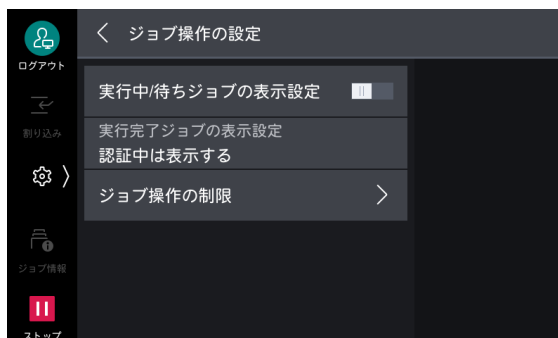 ジョブ操作の設定
ログアウト
実行中/待ちジョブの表示設定
割り込み
実行完了ジョブの表示設定
認証中は表示する
ジョブ操作の制限
ジョブ情報
ストップ